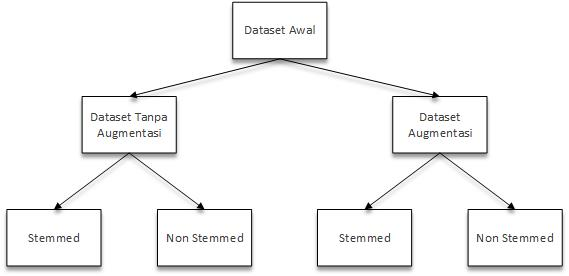 Dataset Awal
Dataset Tanpa
Augmentasi
Dataset
Augmentasi
Stemmed
Non Stemmed
Stemmed
Non Stemmed